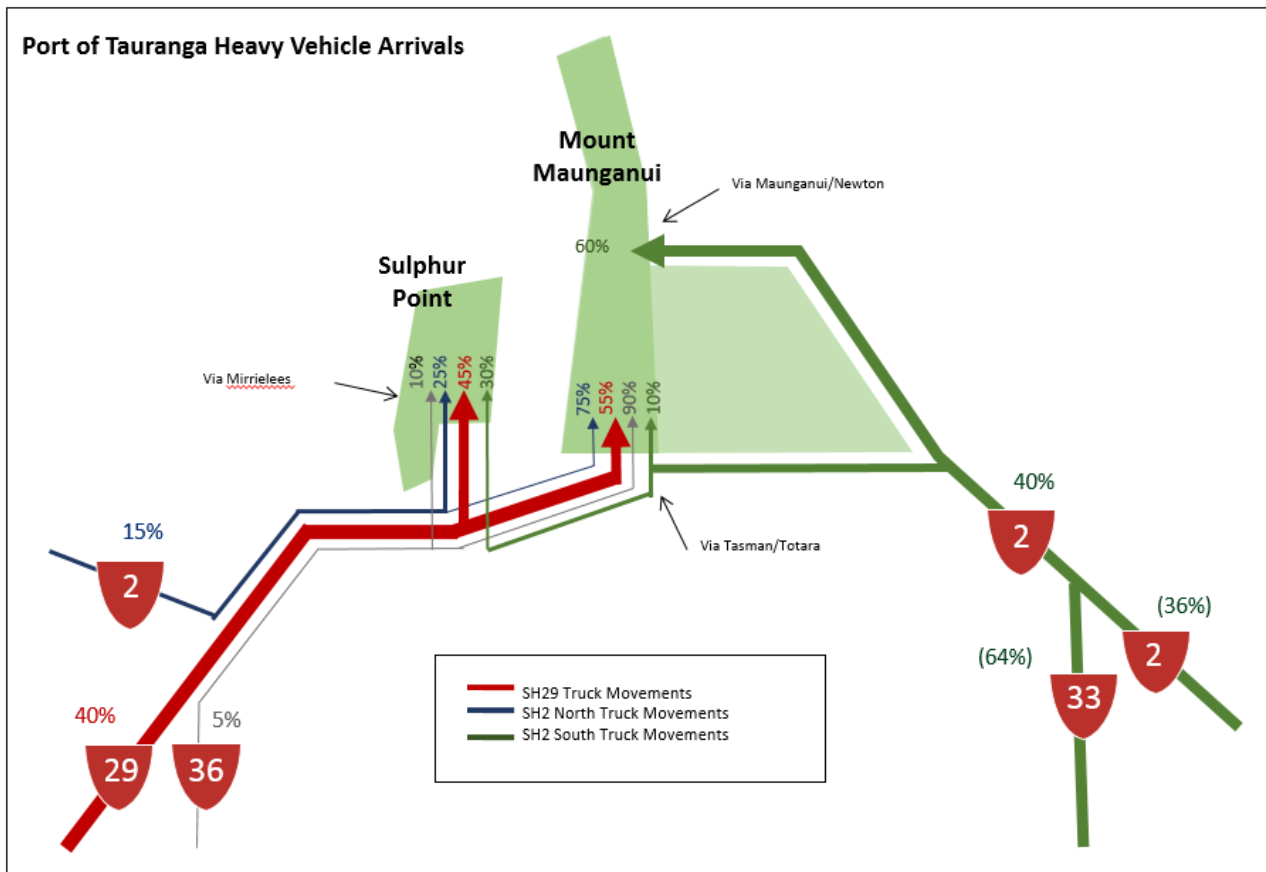 Port of Tauranga Heavy Vehicle Arrivals
Mount
Maunganui
Via Maunganui/Newton
60%
Sulphur
Point
Via Mirrielees
10%
25%
45%
30%
75%
55%
90%
10%
40%
2
15%
2
Via Tasman/Totara
(36%)
2
(64%)
33
SH29 Truck Movements
SH2 North Truck Movements
SH2 South Truck Movements
40%
5%
29
36